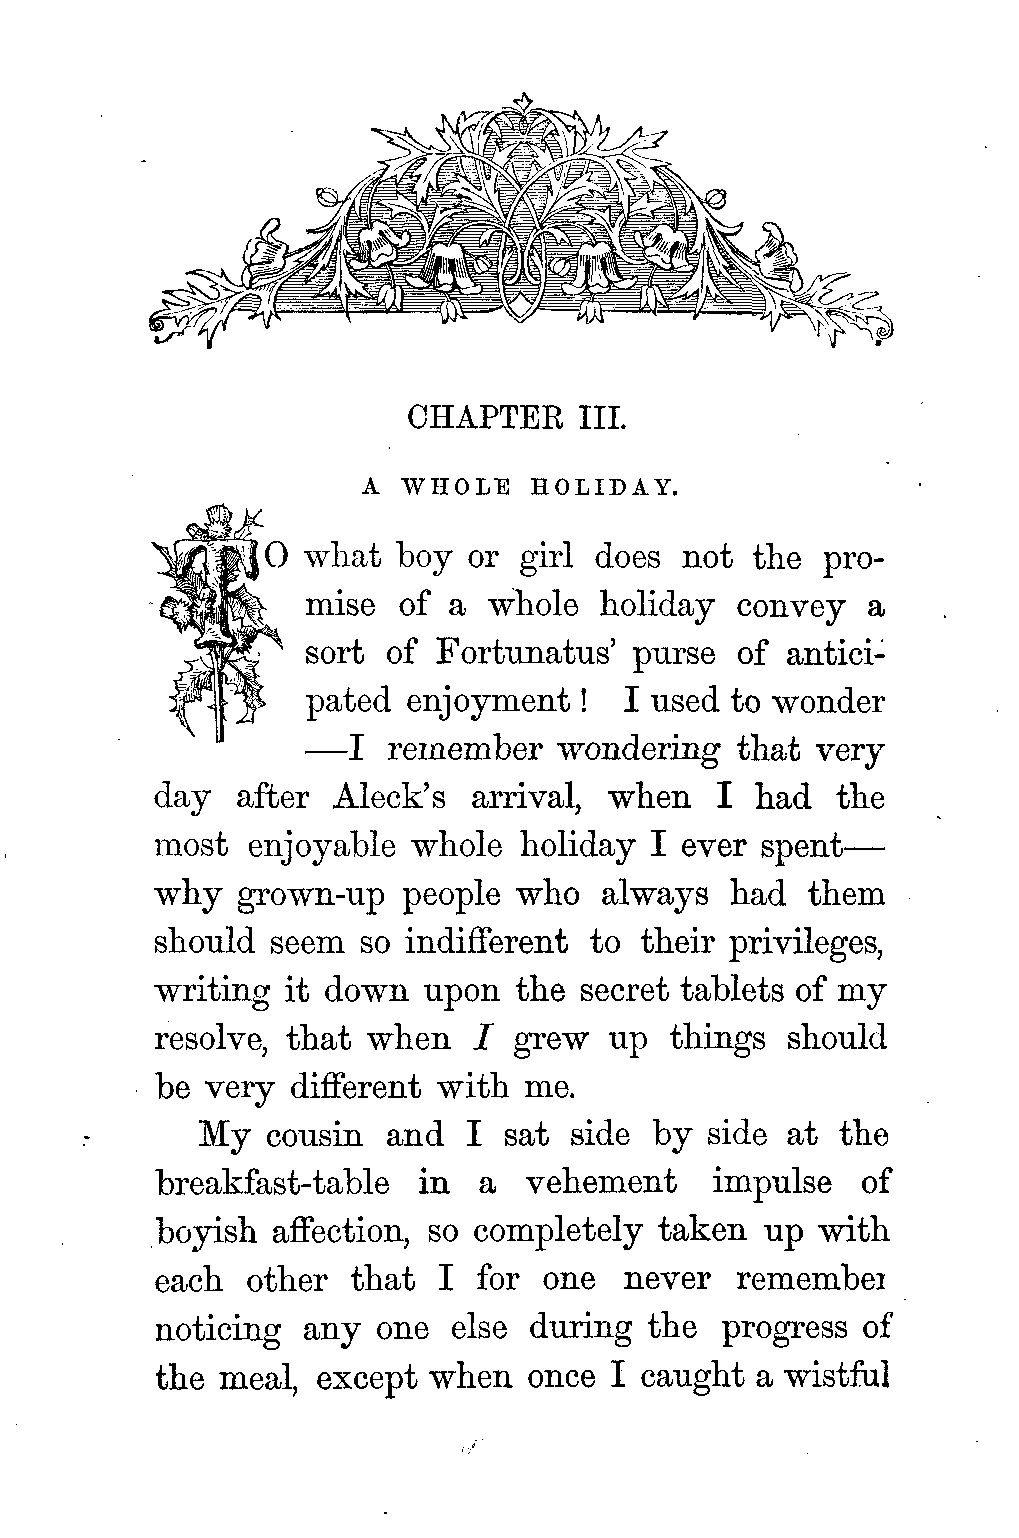 CHAPTER III.
A WHOLE HOLIDAY.
TO what boy or girl does not the pro-
mise of a whole holiday convey a
sort of Fortunatus’ purse of antici-
pated enjoyment! I used to wonder
—I remember wondering that very
day after Aleck’s arrival, when I had the
most enjoyable whole holiday I ever spent—
why grown-up people who always had them
should seem so indifferent to their privileges,
writing it down upon the secret tablets of my
resolve, that when I grew up things should
be very different with me.
My cousin and I sat side by side at the
breakfast-table in a vehement impulse of
boyish affection, so completely taken up with
each other that I for one never remember
noticing any one else during the progress of
the meal, except when once I caught a wistful